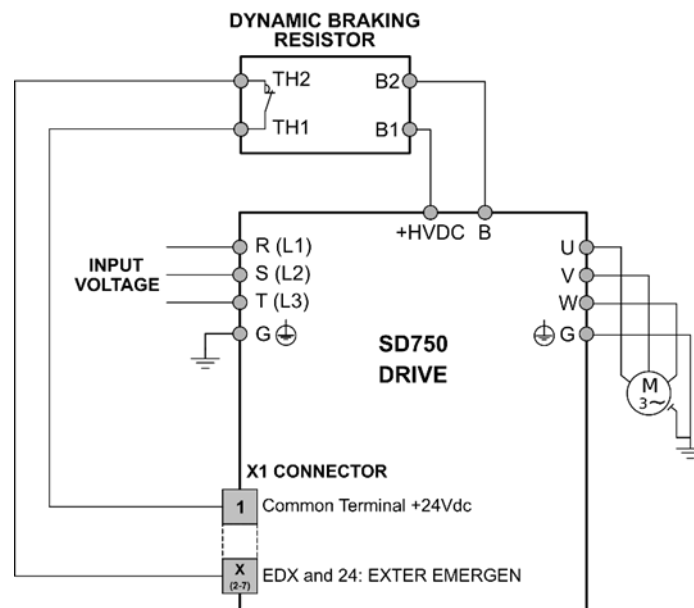 DYNAMIC BRAKING
RESISTOR
TH2
B2
TH1
B1
+HVDC B
R (L1)
U
INPUT
VOLTAGE
S (L2)
V
T (L3)
W
G
G
SD750
DRIVE
M
3~
X1 CONNECTOR
1
Common Terminal +24Vdc
X
(2-7)
EDX and 24: EXTER EMERGEN